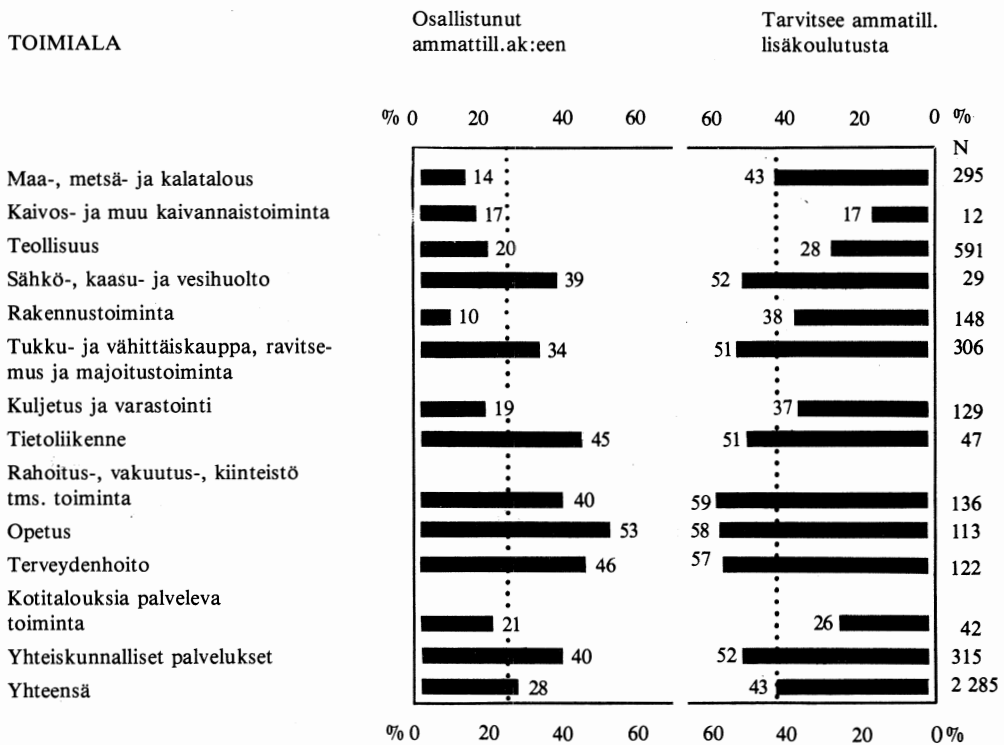 Osallistunut Tarvitsee ammatill.
TOIMIALA ammattill.ak:een lisäkoulutusta
% 0 20 40 60 60 40 20 0 %
N
Maa-, metsä- ja kalatalous 14 43 295
Kaivos- ja muu kaivannaistoiminta 17 17 12
Teollisuus 20 28 591
Sähkö-, kaasu- ja vesihuolto 39 52 29
Rakennustoiminta 10 38 148
Tukku- ja vähittäiskauppa, ravitse- 34 51 306
mus ja majoitustoiminta
Kuljetus ja varastointi 19 37 129
Tietoliikenne 45 51 47
Rahoitus-, vakuutus-, kiinteistö
tms. toiminta 40 59 136
Opetus 53 58 113
Terveydenhoito 46 57 122
Kotitalouksia palveleva
toiminta 21 26 42
Yhteiskunnalliset palvelukset 40 52 315
Yhteensä 28 43 2 285
% 0 20 40 60 60 40 20 0%